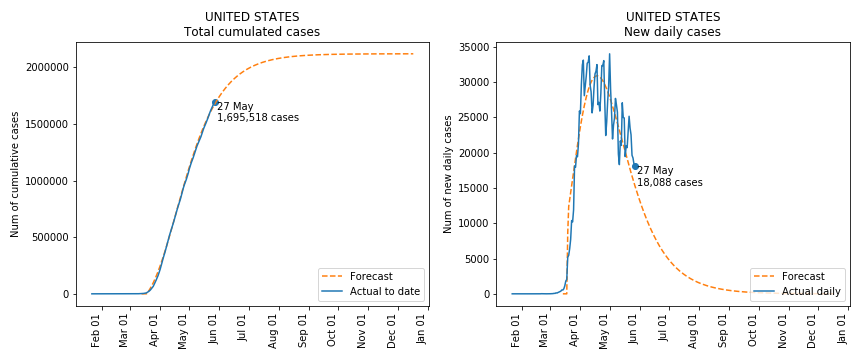 UNITED STATES
Total cumulated cases
Num of cumulative cases
2000000
1500000
1000000
500000
0
27 May
1,695,518 cases
Forecast
Actual to date
Feb 01
Mar 01
Apr 01
May 01
Jun 01
Jul 01
Aug 01
Sep 01
Oct 01
Nov 01
Dec 01
Jan 01
UNITED STATES
New daily cases
Num of new daily cases
35000
30000
25000
20000
15000
10000
5000
0
27 May
18,088 cases
Forecast
Actual daily
Feb 01
Mar 01
Apr 01
May 01
Jun 01
Jul 01
Aug 01
Sep 01
Oct 01
Nov 01
Dec 01
Jan 01